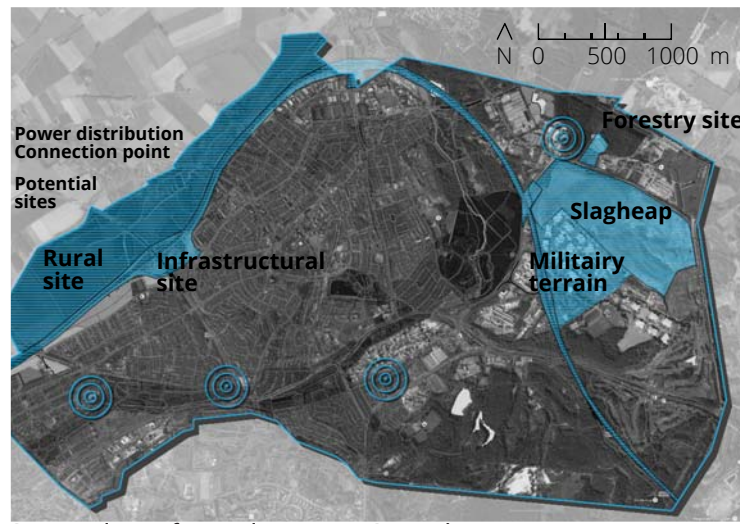 N 0 500 1000 m
Forestry site
Power distribution
Connection point
Potential
sites
Slagheap
Rural
site
Infrastructural
site
Militairy
terrain